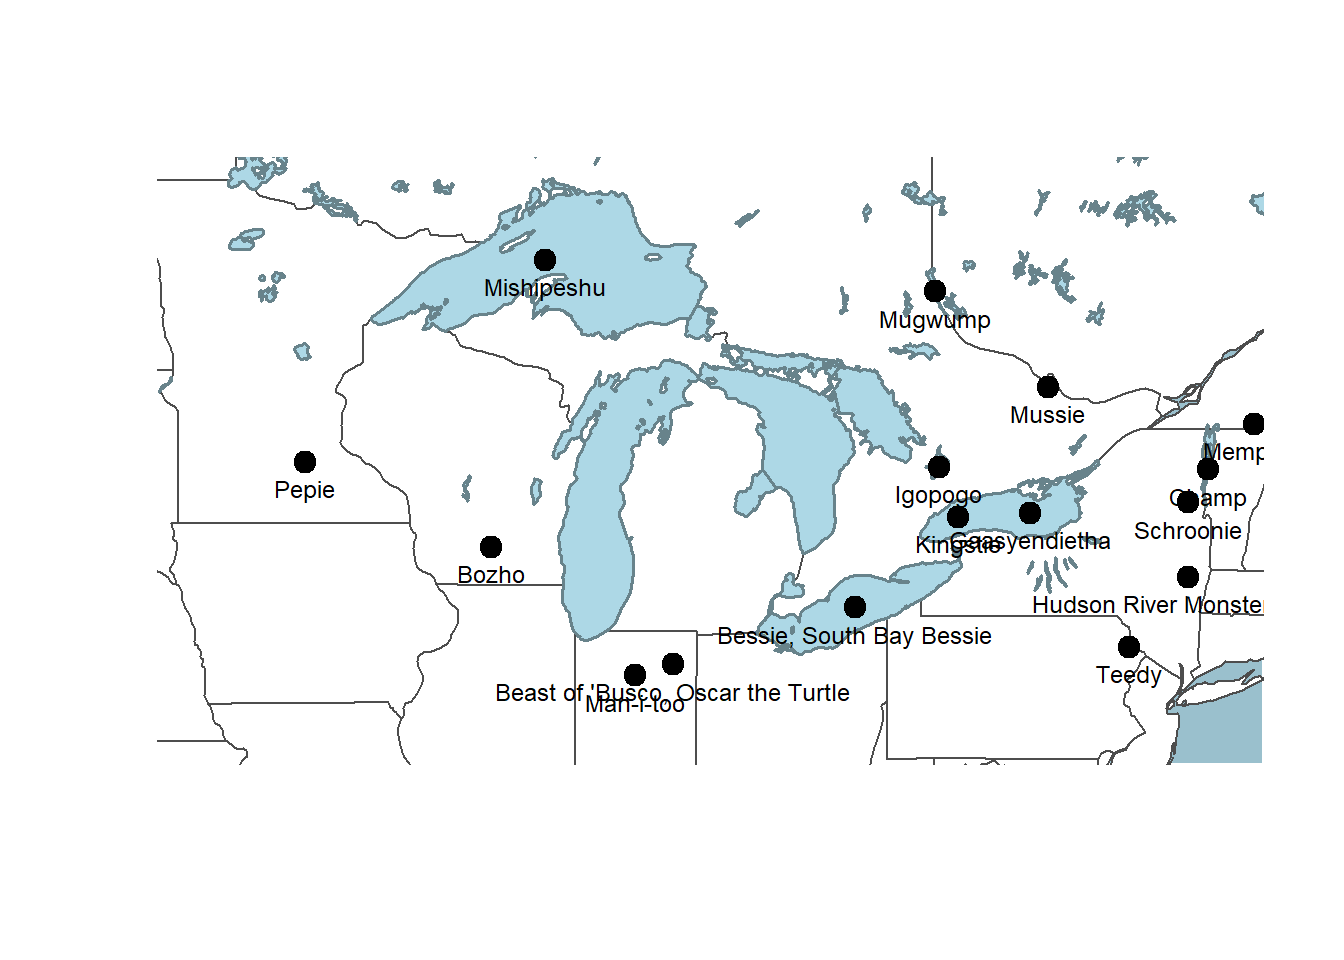 Mishipeshu
Mugwump
Mussie
Memp
Pepie
Igopogo
Champ
Schroonie
Kingstie
Gaasyendietha
Bozho
Hudson River Monster
Bessie, South Bay Bessie
Teedy
Beast of 'Busco, Oscar the Turtle
Man-i-too